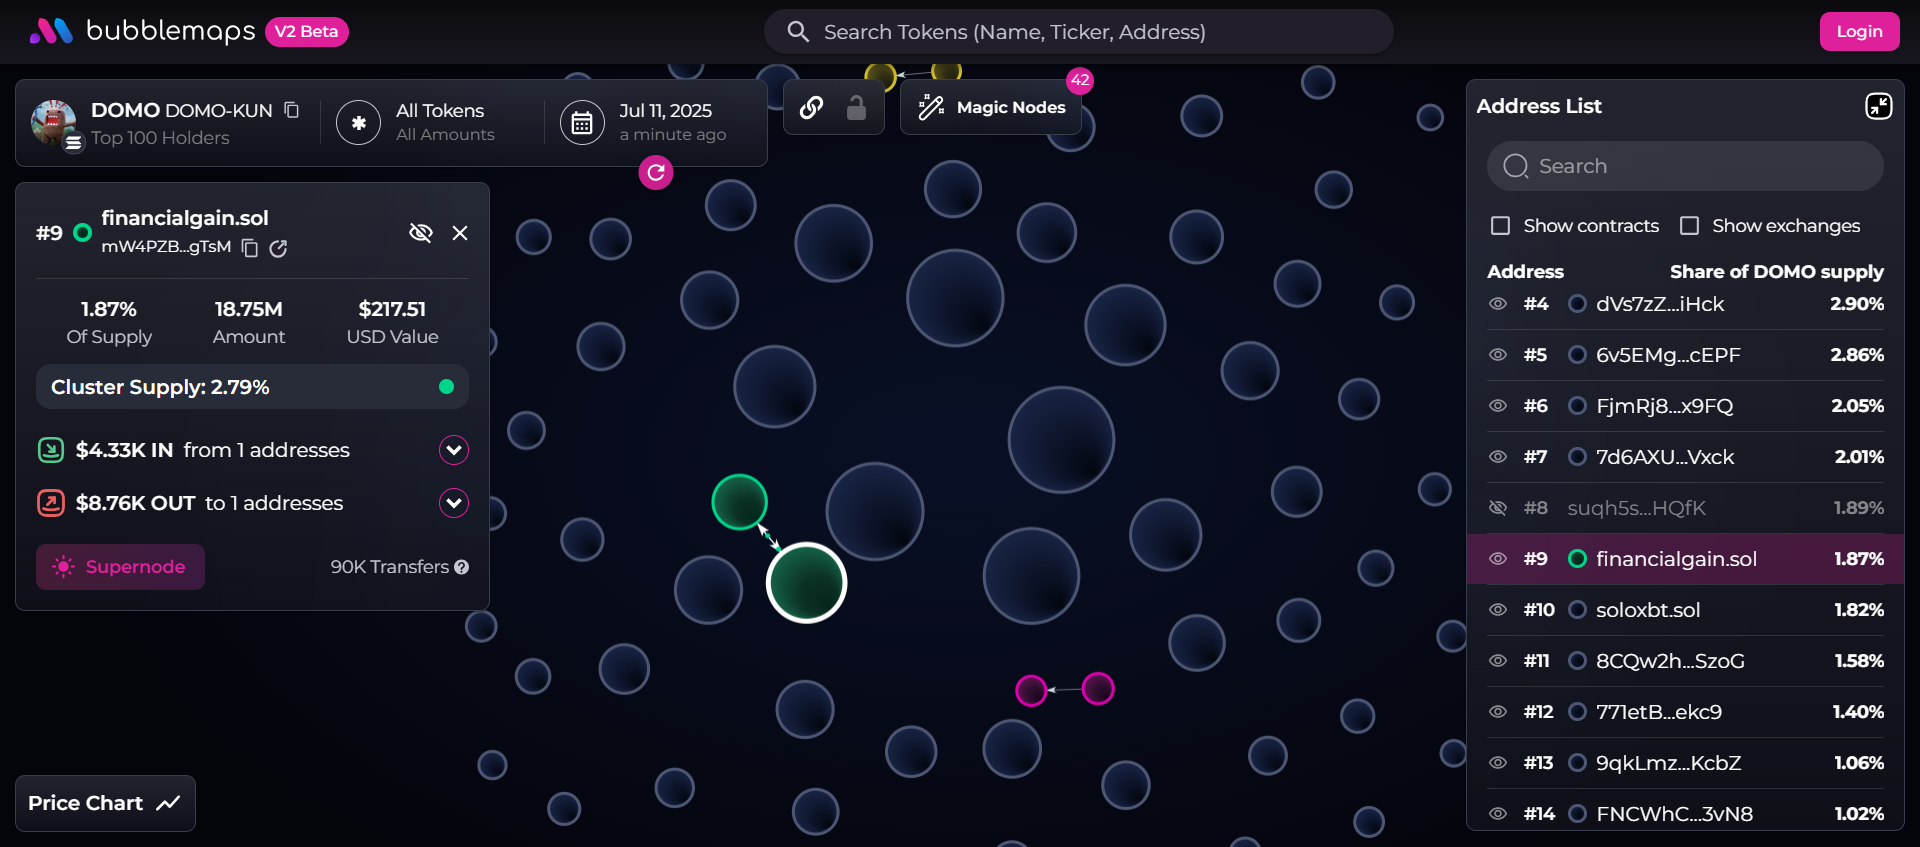 bubblemaps V2 Beta
Search Tokens (Name, Ticker, Address)
Login
DOMO DOMO-KUN
Top 100 Holders
All Tokens
All Amounts
Jul 11, 2025
a minute ago
Magic Nodes
42
#9 financialgain.sol
mW4PZB...gTsM
1.87%
Of Supply
18.75M
Amount
$217.51
USD Value
Cluster Supply: 2.79%
$4.33K IN from 1 addresses
$8.76K OUT to 1 addresses
Supernode
90K Transfers ?
Price Chart
Address List
Search
Show contracts
Show exchanges
Address Share of DOMO supply
#4 dVs7zZ...iHck 2.90%
#5 6v5EMg...cEPF 2.86%
#6 FjmRj8...x9FQ 2.05%
#7 7d6AXU...Vxck 2.01%
#8 suqh5s...HQfK 1.89%
#9 financialgain.sol 1.87%
#10 soloxbt.sol 1.82%
#11 8CQw2h...SzoG 1.58%
#12 771etB...ekc9 1.40%
#13 9qkLmz...KcbZ 1.06%
#14 FNCWhC...3vN8 1.02%